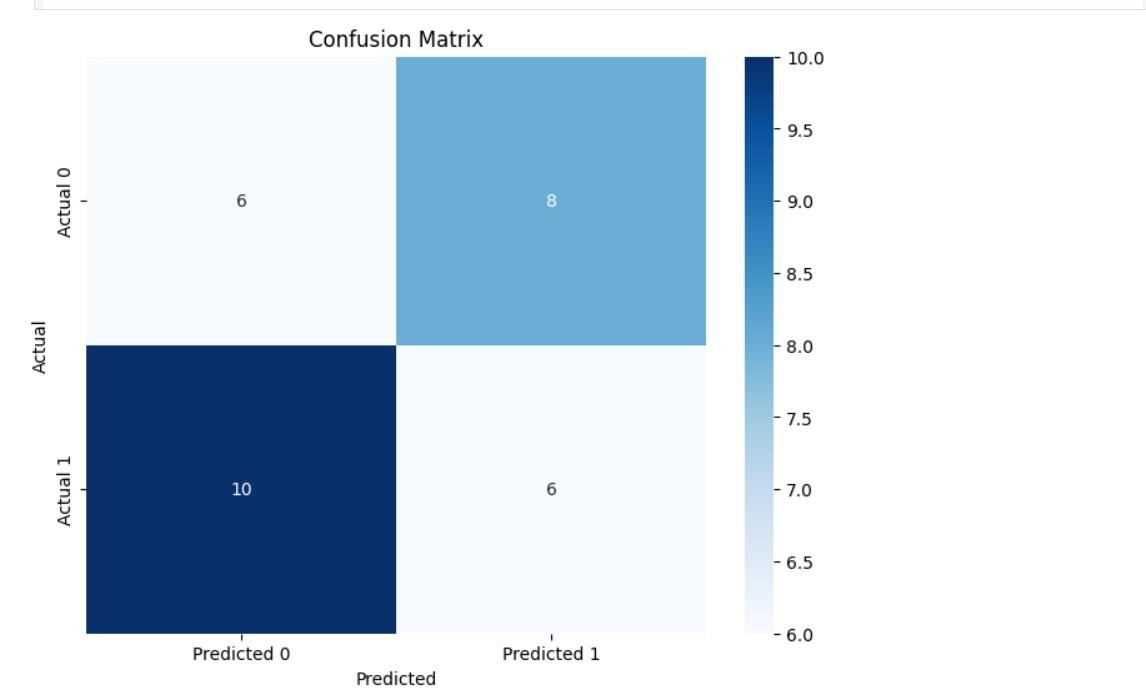 Confusion Matrix
Actual 0
Actual
Actual 1
6
8
10
6
Predicted 0
Predicted 1
Predicted
10.0
9.5
9.0
8.5
8.0
7.5
7.0
6.5
6.0